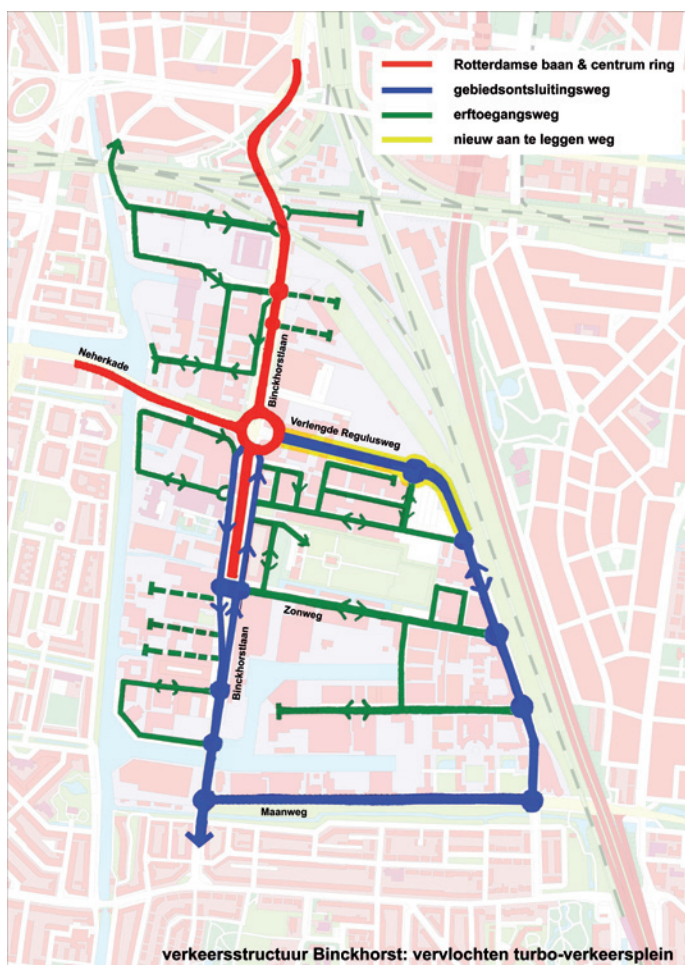 Rotterdamse baan & centrum ring
gebiedsontsluitingsweg
erftoegangsweg
nieuw aan te leggen weg
Neherkade
Binckhorstlaan
Verlengde Regulusweg
Zonweg
Binckhorstlaan
Maanweg
verkeersstructuur Binckhorst: vervlochten turbo-verkeersplein